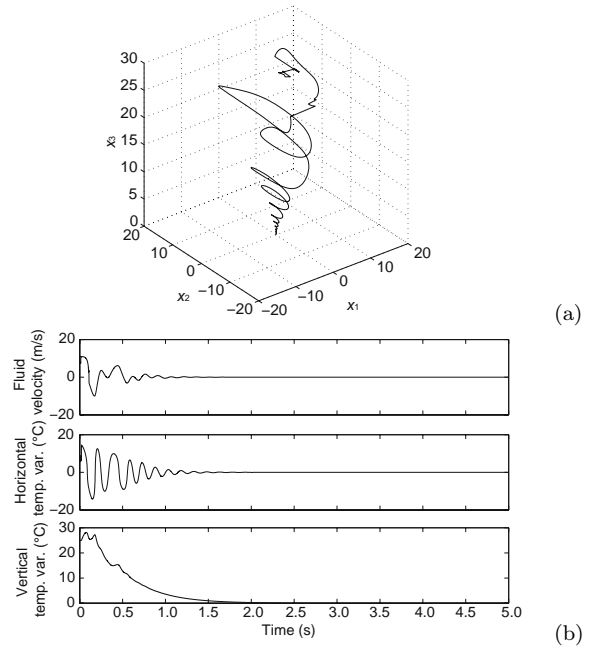 30
25
20
15
10
5
0
x3
20
10
0
−10
−20
x2
−20
−10
0
10
20
x1
(a)
20
0
−20
Fluid
velocity (m/s)
20
0
−20
Horizontal
temp. var. (°C)
30
20
10
0
Vertical
temp. var. (°C)
0 0.5 1.0 1.5 2.0 2.5 3.0 3.5 4.0 4.5 5.0
Time (s)
(b)